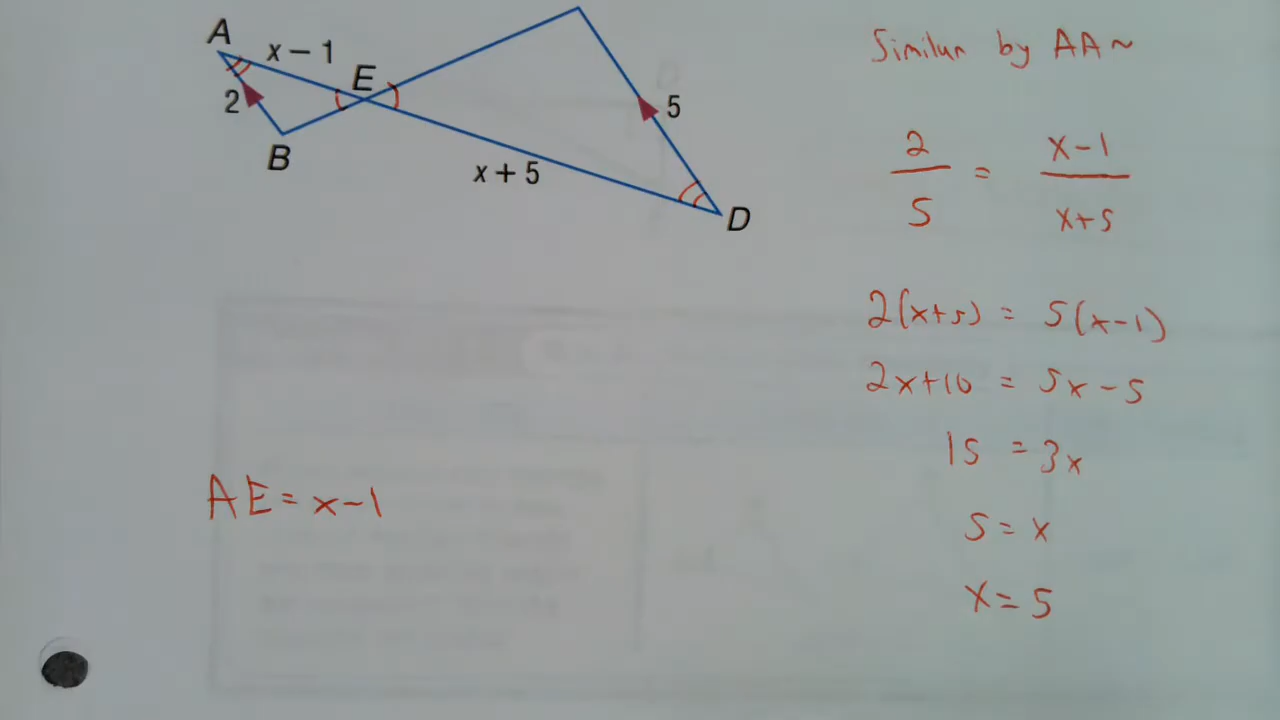 A
x – 1
E
2
B
5
x + 5
D
Similar by AA ~
2/5 = x-1/x+5
2(x+5) = 5(x-1)
2x+10 = 5x-5
15 = 3x
5 = x
x = 5
AE = x-1